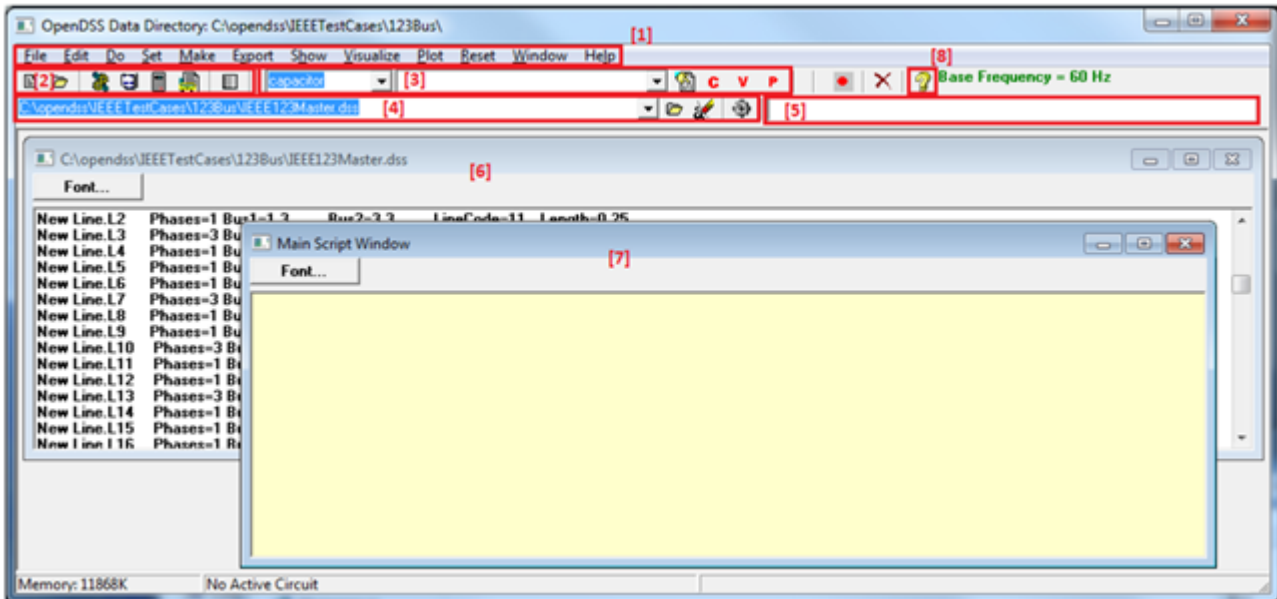 OpenDSS Data Directory: C:\opendss\IEEETestCases\123Bus\
[1]
File Edit Do Set Make Export Show Visualize Plot Reset Window Help
[8]
[2] capacitor [3] C V P Base Frequency = 60 Hz
C:\opendss\IEEETestCases\123Bus\IEEE123Master.dss [4] [5]
C:\opendss\IEEETestCases\123Bus\IEEE123Master.dss
[6]
Font...
New Line.L2 Phases=1 Bus1=1.3 Bus2=3.3 LineCode=11 Length=0.25
New Line.L3 Phases=3 Bu
New Line.L4 Phases=1 Bu
New Line.L5 Phases=1 Bu
New Line.L6 Phases=1 Bu
New Line.L7 Phases=3 Bu
New Line.L8 Phases=1 Bu
New Line.L9 Phases=1 Bu
New Line.L10 Phases=3 B
New Line.L11 Phases=1 B
New Line.L12 Phases=1 B
New Line.L13 Phases=3 B
New Line.L14 Phases=1 B
New Line.L15 Phases=1 B
New Line.L16 Phases=1 B
Main Script Window
[7]
Font...
Memory: 11868K No Active Circuit